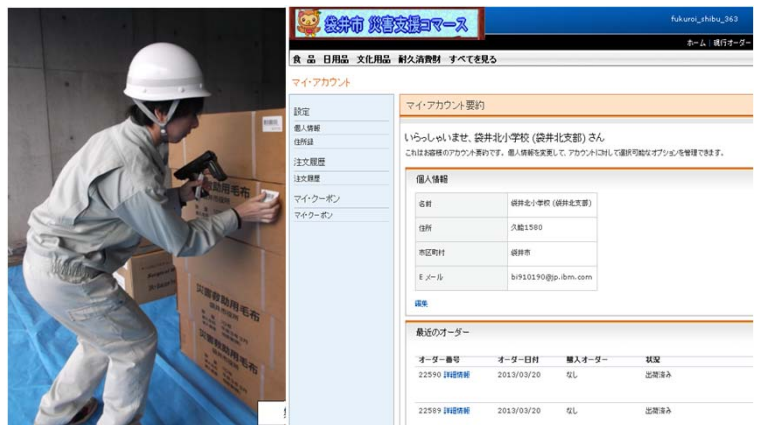 災害救助用毛布
災害救助用毛布
袋井市 災害支援コマース
fukuroi_shibu_363
ホーム | 現行オーダー
食 品 日用品 文化用品 耐久消費財 すべてを見る
マイ・アカウント
設定
個人情報
住所録
注文履歴
注文履歴
マイ・クーポン
マイ・クーポン
マイ・アカウント要約
いらっしゃいませ、袋井北小学校 (袋井北支部) さん
これはお客様のアカウント要約です。個人情報を変更して、アカウントに対して選択可能なオプションを管理できます。
個人情報
名前 袋井北小学校 (袋井北支部)
住所 久能1580
市区町村 袋井市
E メール bi910190@jp.ibm.com
編集
最近のオーダー
オーダー番号 オーダー日付 購入オーダー 状況
22590 詳細情報 2013/03/20 なし 出荷済み
22589 詳細情報 2013/03/20 なし 出荷済み